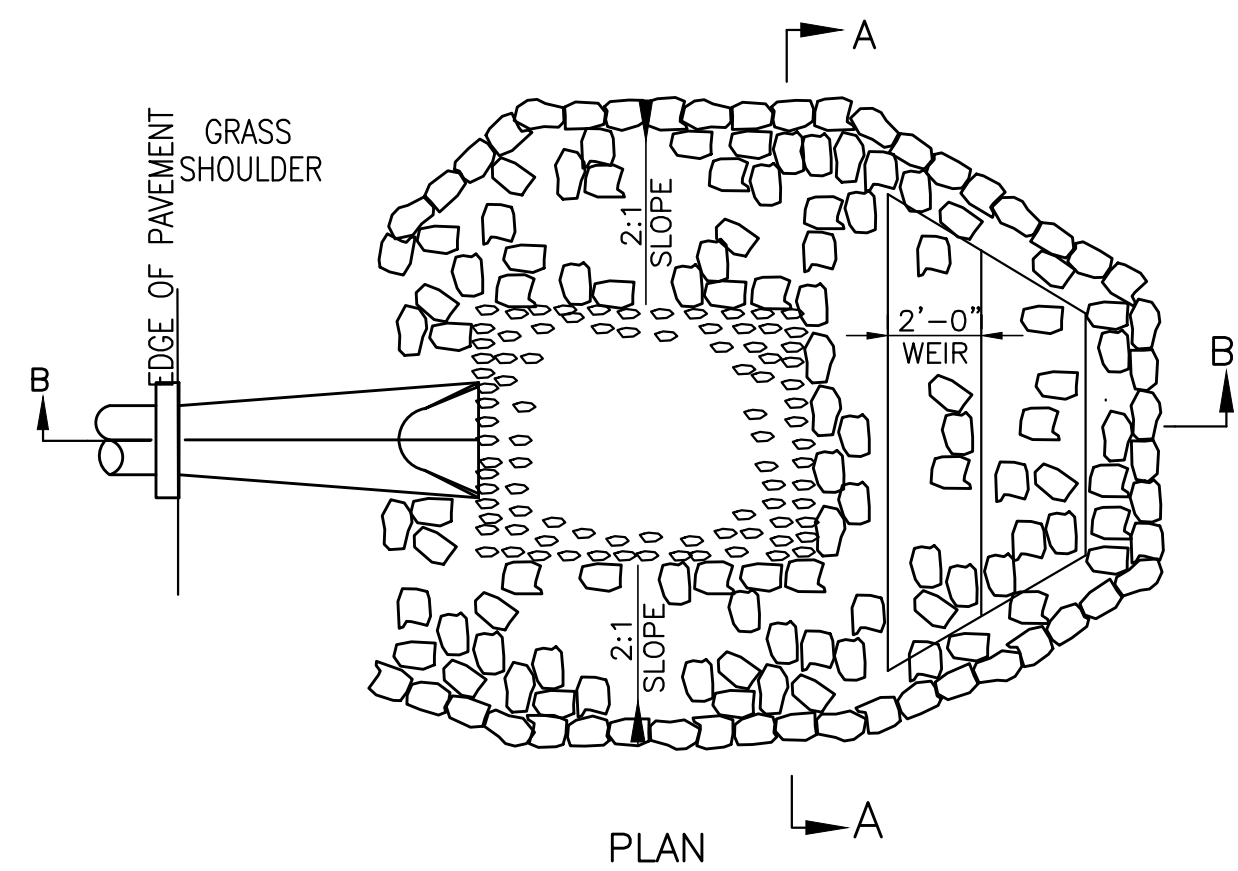 A
EDGE OF PAVEMENT
GRASS
SHOULDER
2:1
SLOPE
2'-0"
WEIR
B
B
2:1
SLOPE
A
PLAN